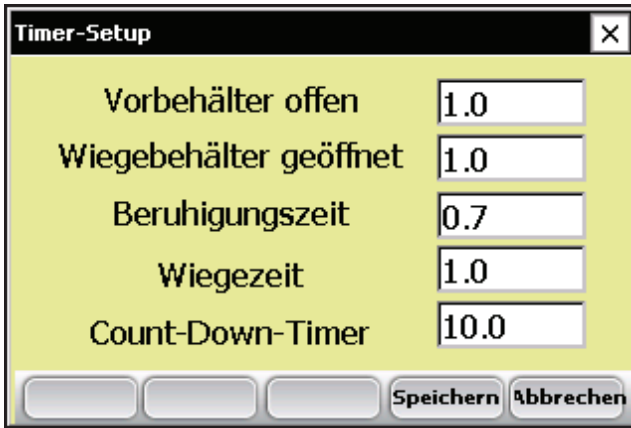 Timer-Setup
Vorbehälter offen 1.0
Wiegebehälter geöffnet 1.0
Beruhigungszeit 0.7
Wiegezeit 1.0
Count-Down-Timer 10.0
Speichern Abbrechen